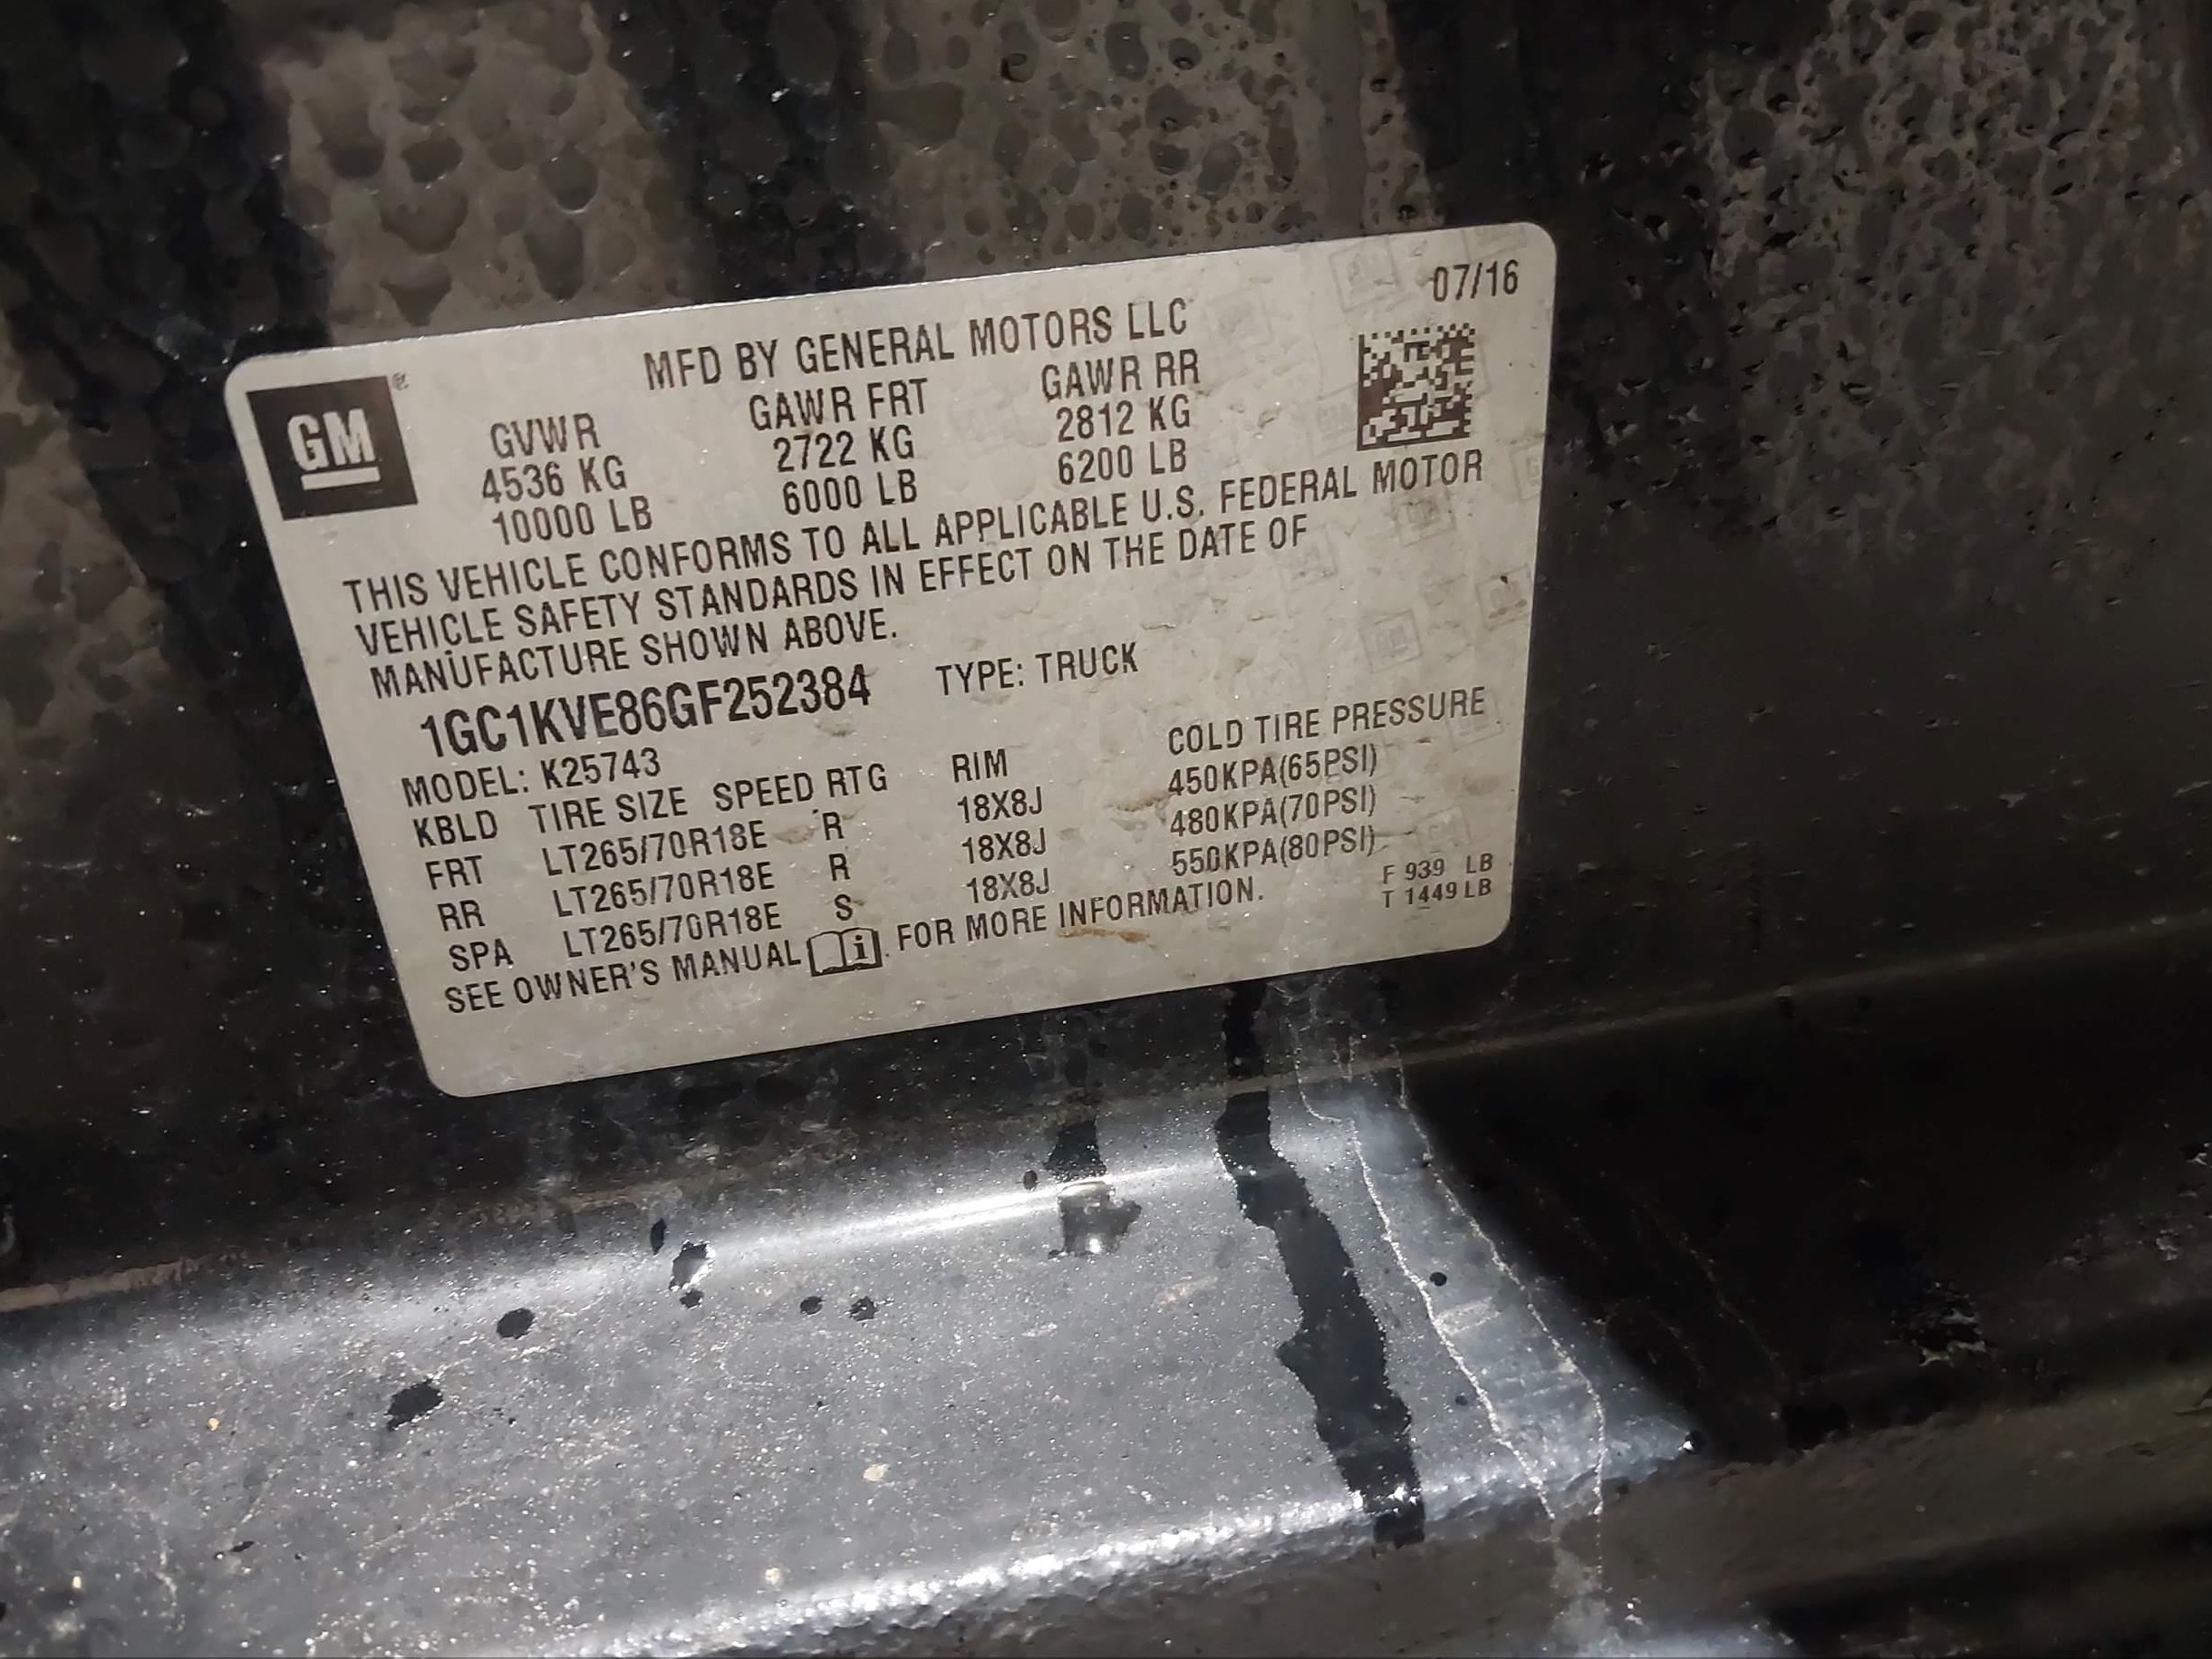 07/16
MFD BY GENERAL MOTORS LLC
GM ®
GVWR GAWR FRT GAWR RR
4536 KG 2722 KG 2812 KG
10000 LB 6000 LB 6200 LB
THIS VEHICLE CONFORMS TO ALL APPLICABLE U.S. FEDERAL MOTOR
VEHICLE SAFETY STANDARDS IN EFFECT ON THE DATE OF
MANUFACTURE SHOWN ABOVE.
1GC1KVE86GF252384 TYPE: TRUCK
MODEL: K25743
KBLD TIRE SIZE SPEED RTG RIM COLD TIRE PRESSURE
FRT LT265/70R18E R 18X8J 450KPA(65PSI)
RR LT265/70R18E R 18X8J 480KPA(70PSI)
SPA LT265/70R18E S 18X8J 550KPA(80PSI)
SEE OWNER'S MANUAL i FOR MORE INFORMATION.
F 939 LB
T 1449 LB